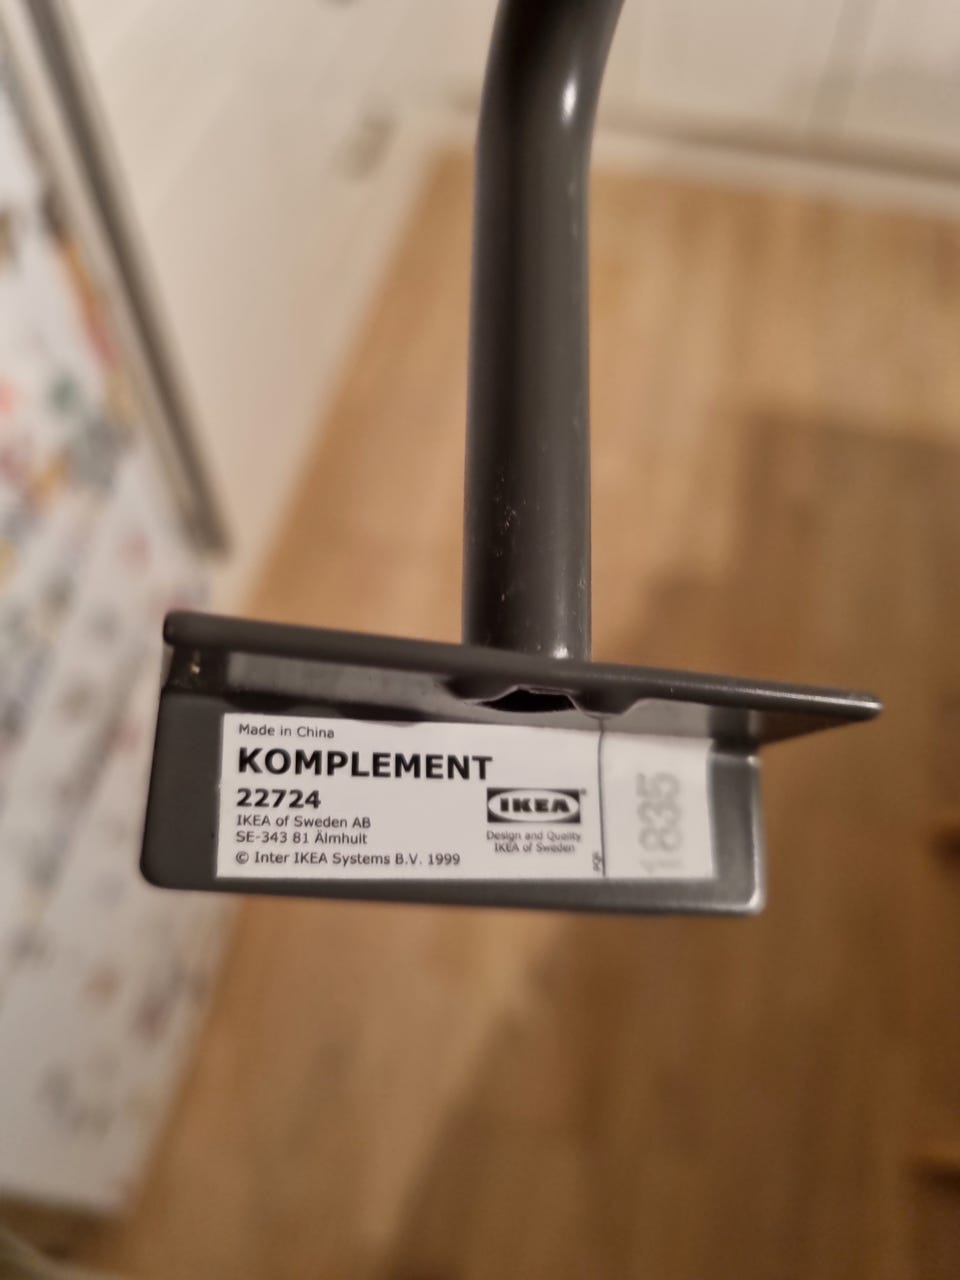 Made in China
KOMPLEMENT
22724
IKEA of Sweden AB
SE-343 81 Älmhult
© Inter IKEA Systems B.V. 1999
IKEA®
Design and Quality
IKEA of Sweden
1835